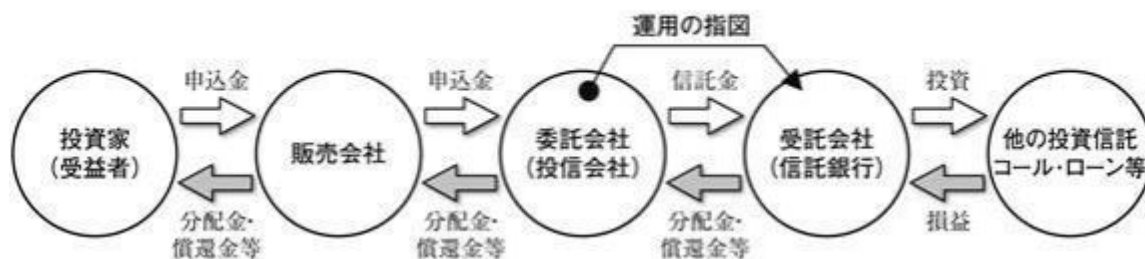 運用の指図
申込金
申込金
信託金
投資
投資家
(受益者)
販売会社
委託会社
(投信会社)
受託会社
(信託銀行)
他の投資信託
コール・ローン等
分配金・
償還金等
分配金・
償還金等
分配金・
償還金等
損益